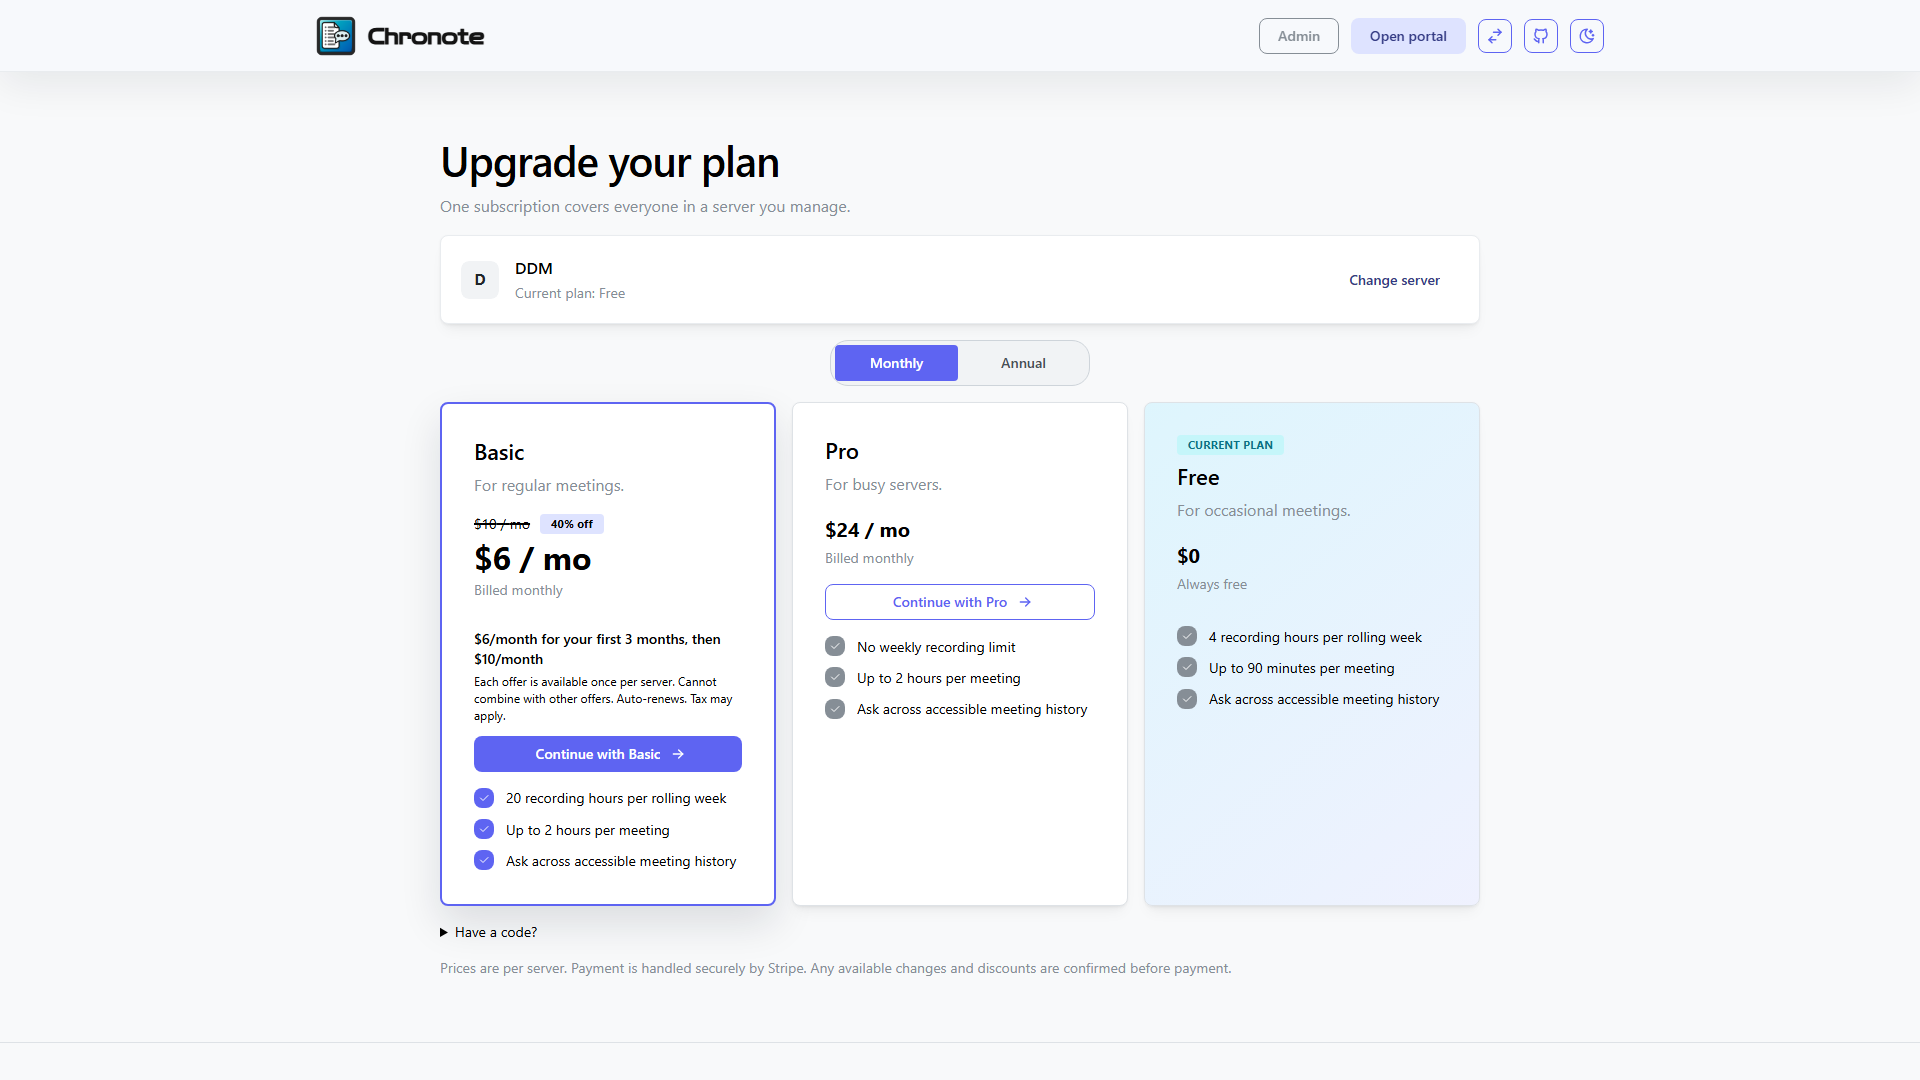 Chronote
Admin
Open portal
Upgrade your plan
One subscription covers everyone in a server you manage.
D
DDM
Current plan: Free
Change server
Monthly
Annual
Basic
For regular meetings.
$10 / mo
40% off
$6 / mo
Billed monthly
$6/month for your first 3 months, then
$10/month
Each offer is available once per server. Cannot
combine with other offers. Auto-renews. Tax may
apply.
Continue with Basic
20 recording hours per rolling week
Up to 2 hours per meeting
Ask across accessible meeting history
Pro
For busy servers.
$24 / mo
Billed monthly
Continue with Pro
No weekly recording limit
Up to 2 hours per meeting
Ask across accessible meeting history
CURRENT PLAN
Free
For occasional meetings.
$0
Always free
4 recording hours per rolling week
Up to 90 minutes per meeting
Ask across accessible meeting history
Have a code?
Prices are per server. Payment is handled securely by Stripe. Any available changes and discounts are confirmed before payment.